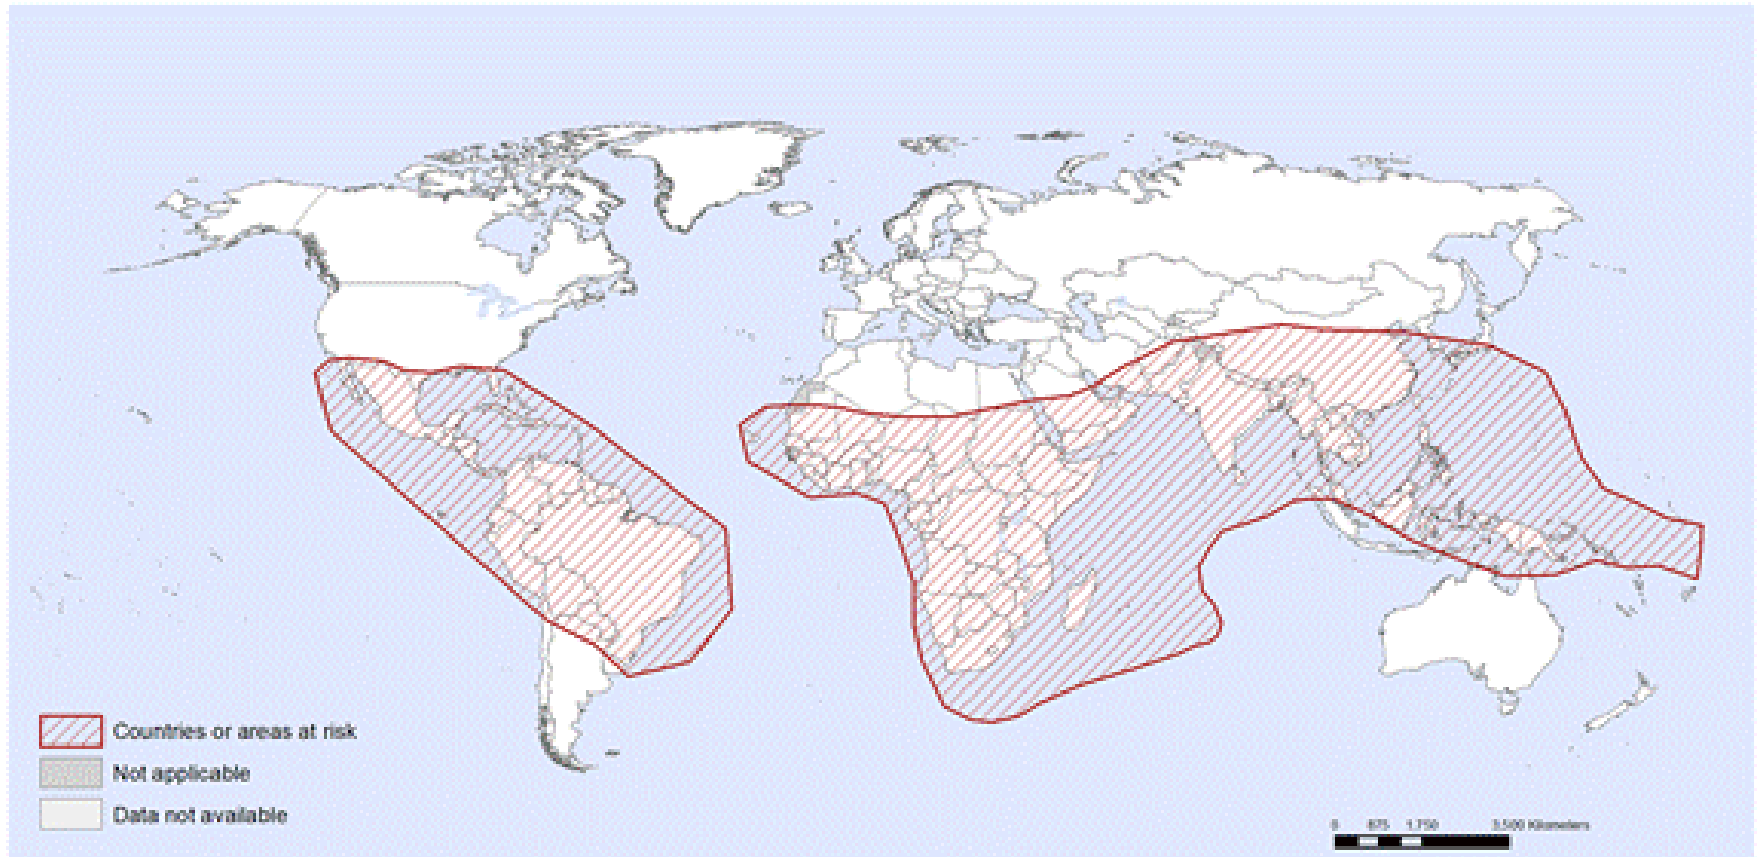 Countries or areas at risk
Not applicable
Data not available
0 875 1,750 3,500 Kilometers